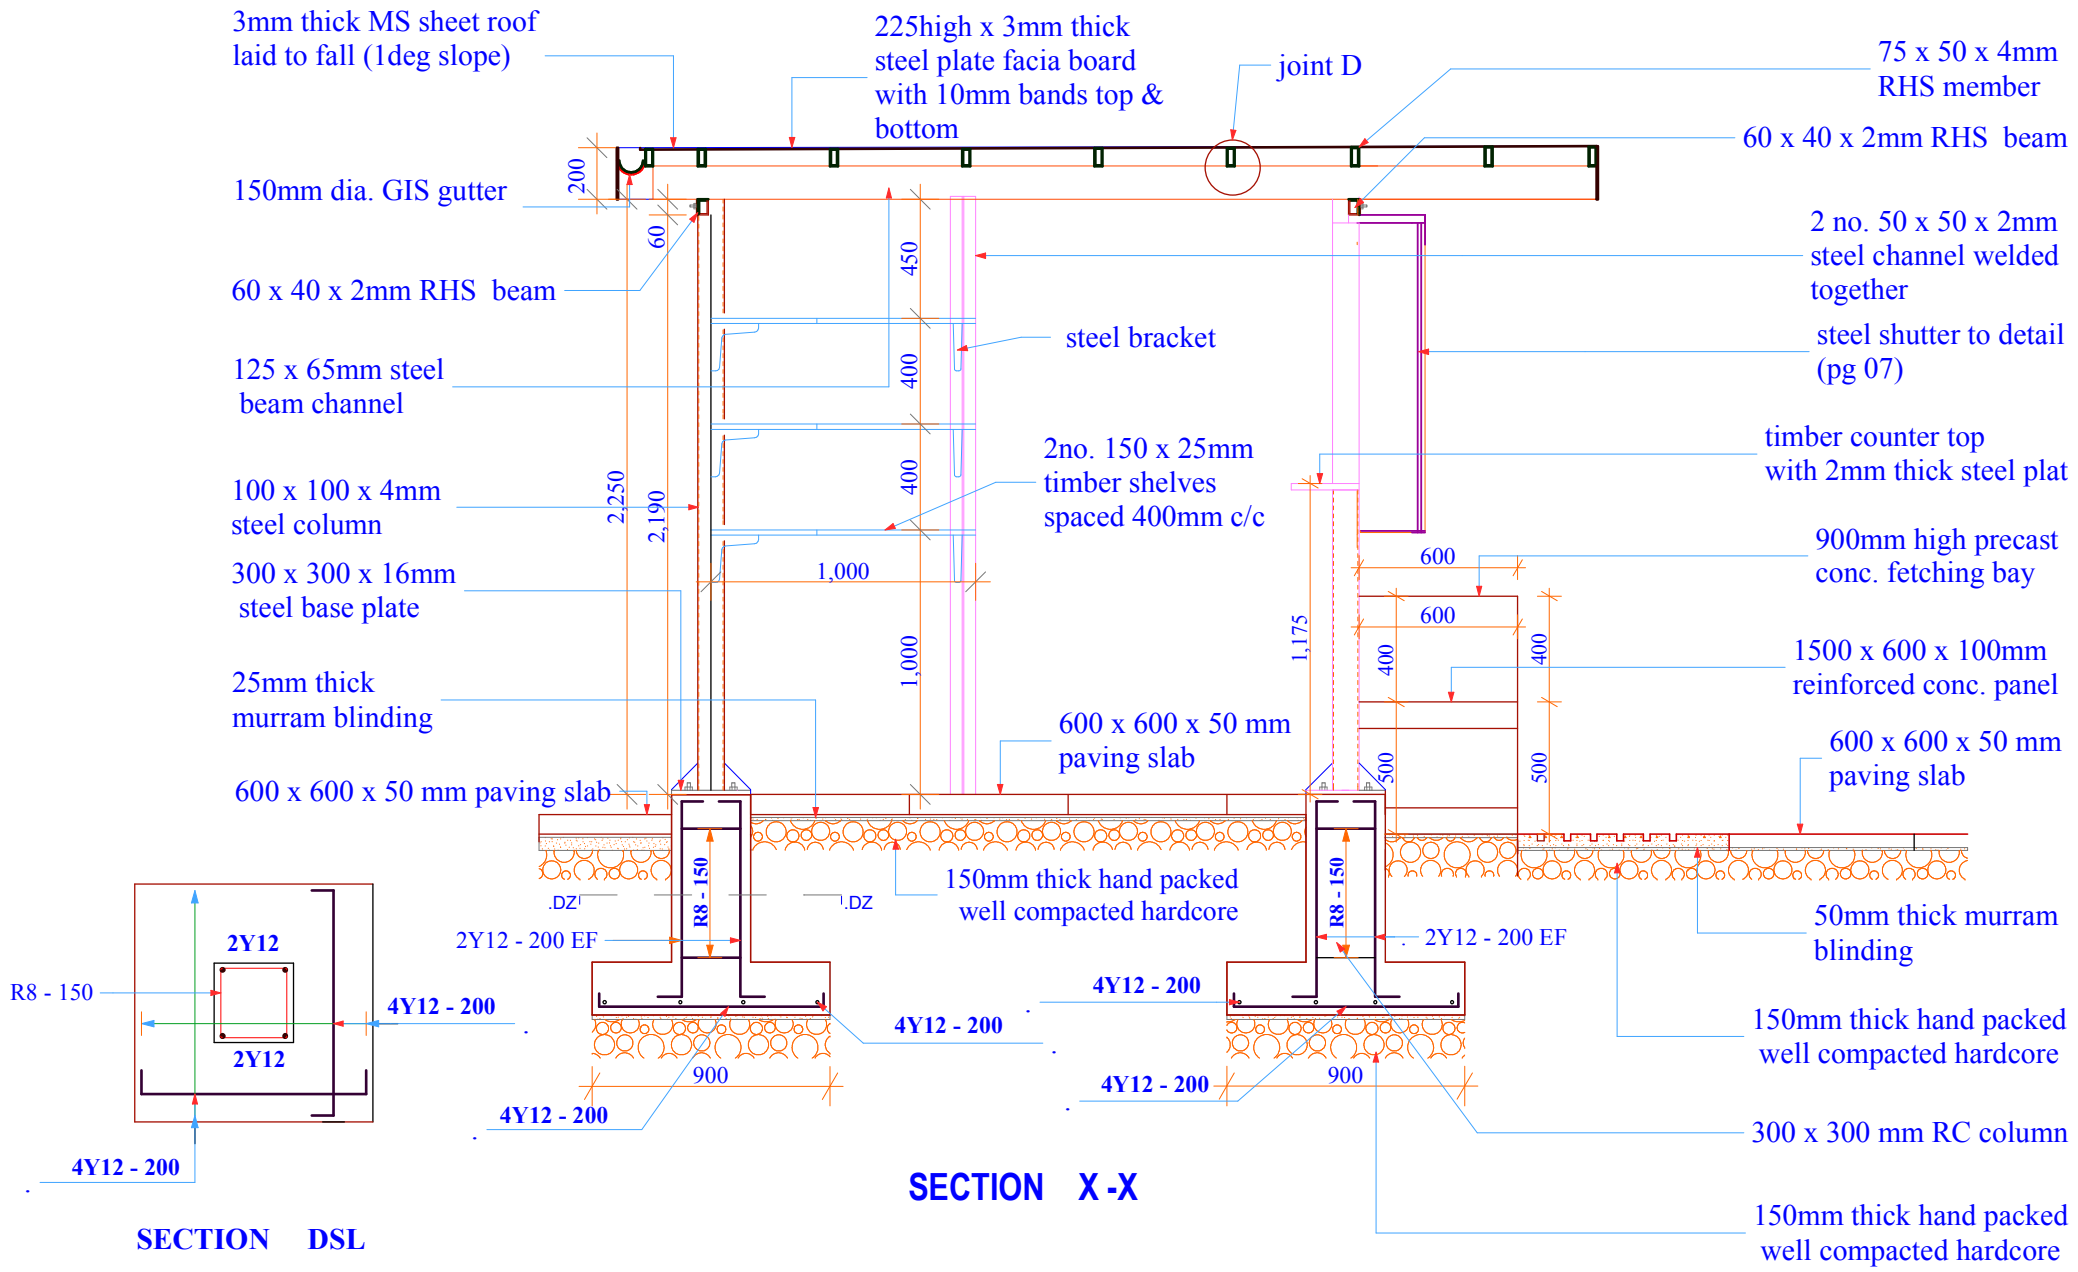 3mm thick MS sheet roof
laid to fall (1deg slope)
225high x 3mm thick
steel plate facia board
with 10mm bands top &
bottom
joint D
75 x 50 x 4mm
RHS member
60 x 40 x 2mm RHS beam
200
150mm dia. GIS gutter
60
450
2 no. 50 x 50 x 2mm
steel channel welded
together
60 x 40 x 2mm RHS beam
steel bracket
steel shutter to detail
(pg 07)
125 x 65mm steel
beam channel
400
2no. 150 x 25mm
timber shelves
spaced 400mm c/c
timber counter top
with 2mm thick steel plat
100 x 100 x 4mm
steel column
2,250
2,190
400
600
900mm high precast
conc. fetching bay
300 x 300 x 16mm
steel base plate
1,000
600
1,175
1,000
400
400
1500 x 600 x 100mm
reinforced conc. panel
25mm thick
murram blinding
600 x 600 x 50 mm
paving slab
600 x 600 x 50 mm
paving slab
500
500
600 x 600 x 50 mm paving slab
R8 - 150
R8 - 150
150mm thick hand packed
well compacted hardcore
.DZ
.DZ
50mm thick murram
blinding
2Y12 - 200 EF
2Y12 - 200 EF
2Y12
R8 - 150
4Y12 - 200
2Y12
4Y12 - 200
4Y12 - 200
150mm thick hand packed
well compacted hardcore
900
900
4Y12 - 200
4Y12 - 200
300 x 300 mm RC column
4Y12 - 200
SECTION X -X
SECTION DSL
150mm thick hand packed
well compacted hardcore